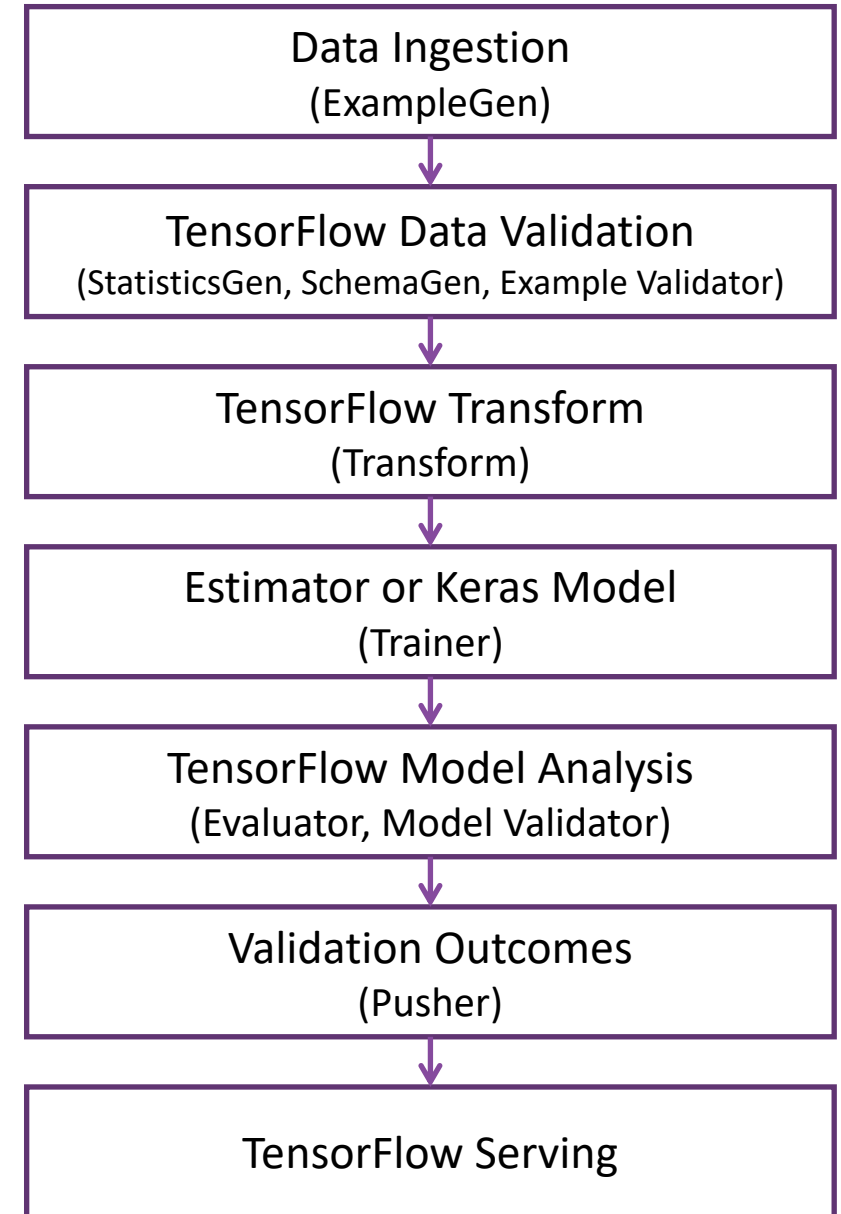 Data Ingestion
(ExampleGen)
TensorFlow Data Validation
(StatisticsGen, SchemaGen, Example Validator)
TensorFlow Transform
(Transform)
Estimator or Keras Model
(Trainer)
TensorFlow Model Analysis
(Evaluator, Model Validator)
Validation Outcomes
(Pusher)
TensorFlow Serving